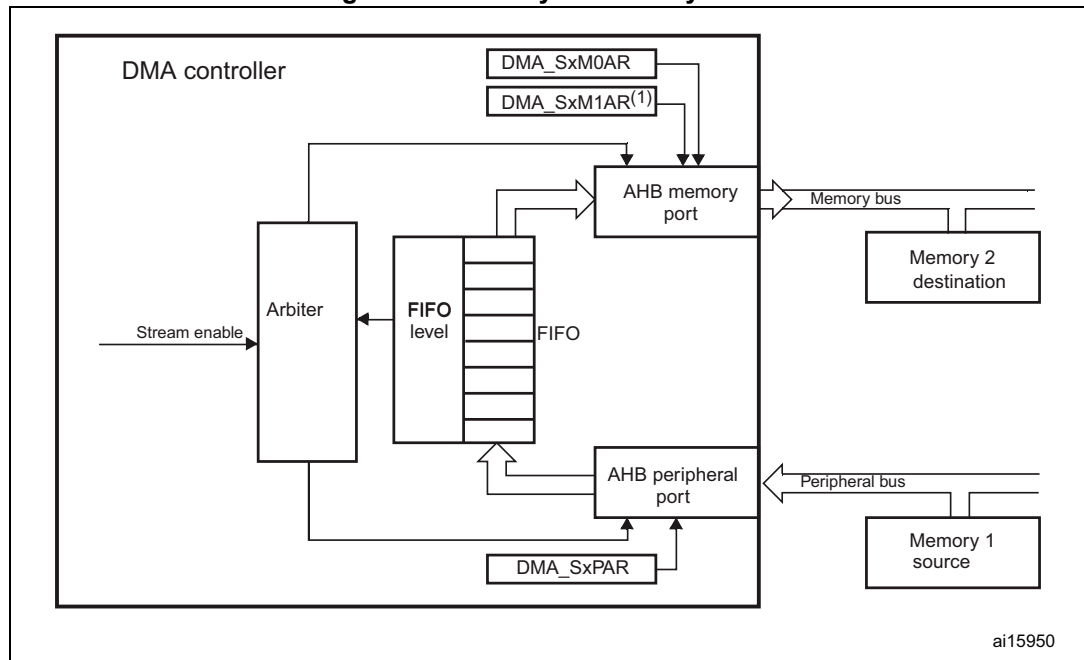 DMA controller
DMA_SxM0AR
DMA_SxM1AR(1)
AHB memory
port
Memory bus
Memory 2
destination
Arbiter
FIFO
level
FIFO
Stream enable
AHB peripheral
port
Peripheral bus
Memory 1
source
DMA_SxPAR
ai15950